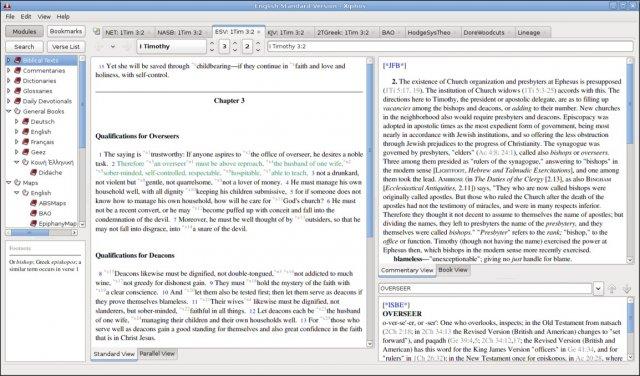 English Standard Version - Xiphos
File Edit View Help
Modules Bookmarks
Search Verse List
Biblical Texts
Commentaries
Dictionaries
Glossaries
Daily Devotionals
General Books
Deutsch
English
Français
Geez
Κοινὴ Ἑλληνική
Didache
Maps
English
ABSMaps
BAO
EpiphanyMap
Footnote
Or bishop; Greek episkopos; a
similar term occurs in verse 1
NET: 1Tim 3:2 NASB: 1Tim 3:2 ESV: 1Tim 3:2 KJV: 1Tim 3:2 2TGreek: 1Tim 3:2 BAO HodgeSysTheo DoreWoodcuts Lineage
I Timothy 3 2 I Timothy 3:2
15 Yet she will be saved through childbearing—if they continue in faith and love and
holiness, with self-control.
Chapter 3
Qualifications for Overseers
1 The saying is trustworthy: If anyone aspires to the office of overseer, he desires a noble
task. 2 Therefore an overseer must be above reproach, the husband of one wife,
sober-minded, self-controlled, respectable, hospitable, able to teach, 3 not a drunkard,
not violent but gentle, not quarrelsome, not a lover of money. 4 He must manage his own
household well, with all dignity keeping his children submissive, 5 for if someone does not
know how to manage his own household, how will he care for God's church? 6 He must
not be a recent convert, or he may become puffed up with conceit and fall into the
condemnation of the devil. 7 Moreover, he must be well thought of by outsiders, so that he
may not fall into disgrace, into a snare of the devil.
Qualifications for Deacons
8 Deacons likewise must be dignified, not double-tongued, not addicted to much
wine, not greedy for dishonest gain. 9 They must hold the mystery of the faith with
a clear conscience. 10 And let them also be tested first; then let them serve as deacons if
they prove themselves blameless. 11 Their wives likewise must be dignified, not
slanderers, but sober-minded, faithful in all things. 12 Let deacons each be the husband
of one wife, managing their children and their own households well. 13 For those who
serve well as deacons gain a good standing for themselves and also great confidence in the faith
that is in Christ Jesus.
Standard View Parallel View
[*JFB*]
2. The existence of Church organization and presbyters at Ephesus is presupposed
(1Ti 5:17, 19). The institution of Church widows (1Ti 5:3-25) accords with this. The
directions here to Timothy, the president or apostolic delegate, are as to filling up
vacancies among the bishops and deacons, or adding to their number. New churches
in the neighborhood also would require presbyters and deacons. Episcopacy was
adopted in apostolic times as the most expedient form of government, being most
nearly in accordance with Jewish institutions, and so offering the less obstruction
through Jewish prejudices to the progress of Christianity. The synagogue was
governed by presbyters, "elders" (Ac 4:8; 24:1), called also bishops or overseers.
Three among them presided as "rulers of the synagogue," answering to "bishops" in
the modern sense [LIGHTFOOT, Hebrew and Talmudic Exercitations], and one among
them took the lead. AMBROSE (in The Duties of the Clergy [2.13], as also BINGHAM
[Ecclesiastical Antiquities, 2.11]) says, "They who are now called bishops were
originally called apostles. But those who ruled the Church after the death of the
apostles had not the testimony of miracles, and were in many respects inferior.
Therefore they thought it not decent to assume to themselves the name of apostles; but
dividing the names, they left to presbyters the name of the presbytery, and they
themselves were called bishops." "Presbyter" refers to the rank; "bishop," to the
office or function. Timothy (though not having the name) exercised the power at
Ephesus then, which bishops in the modern sense more recently exercised.
blameless—"unexceptionable"; giving no just handle for blame.
Commentary View Book View
OVERSEER
[*ISBE*]
OVERSEER
o-ver-se'-er, or -ser: One who overlooks, inspects; in the Old Testament from natsach
(2Ch 2:18; in 2Ch 34:13 the Revised Version (British and American) changes to "set
forward"), and paqadh (Ge 39:4,5; 2Ch 34:12,17; the Revised Version (British and
American) has this word for the King James Version "officers" in Ge 41:34, and for
"rulers" in 1Ch 26:32); in the New Testament once for episkopos, in Ac 20:28, where